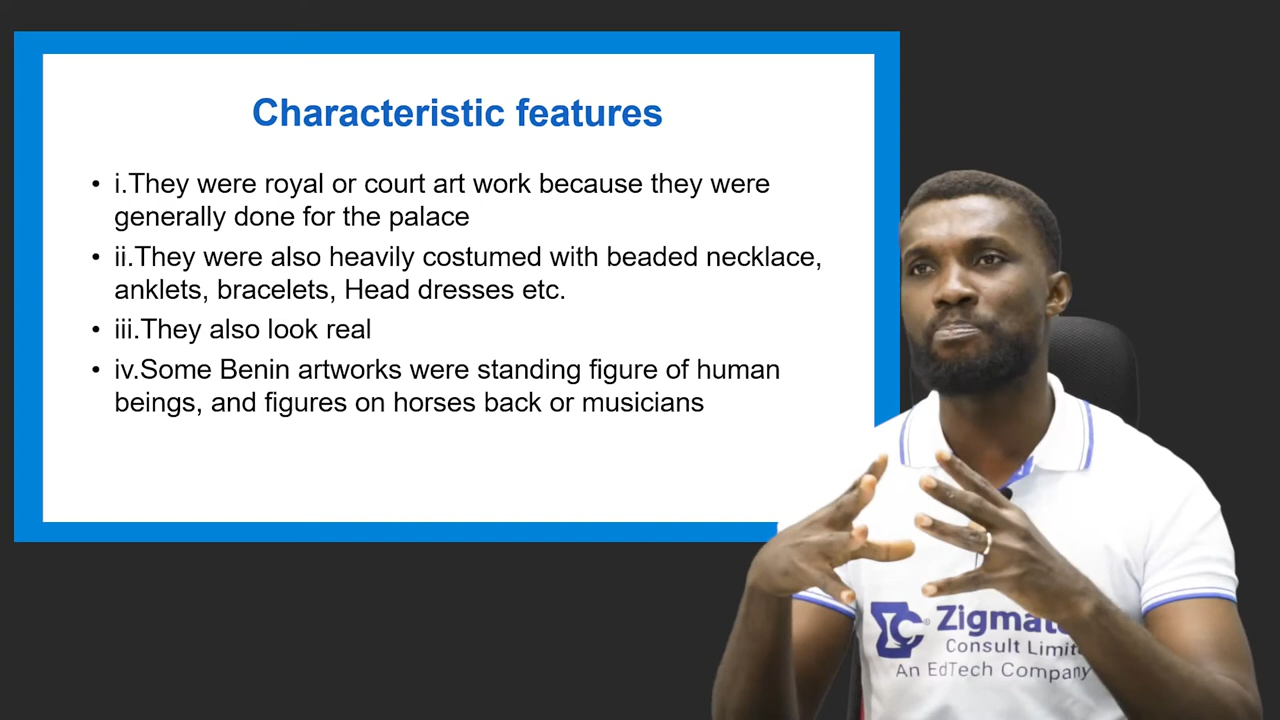 Characteristic features
• i.They were royal or court art work because they were
generally done for the palace
• ii.They were also heavily costumed with beaded necklace,
anklets, bracelets, Head dresses etc.
• iii.They also look real
• iv.Some Benin artworks were standing figure of human
beings, and figures on horses back or musicians
Consult
An EdTech Company